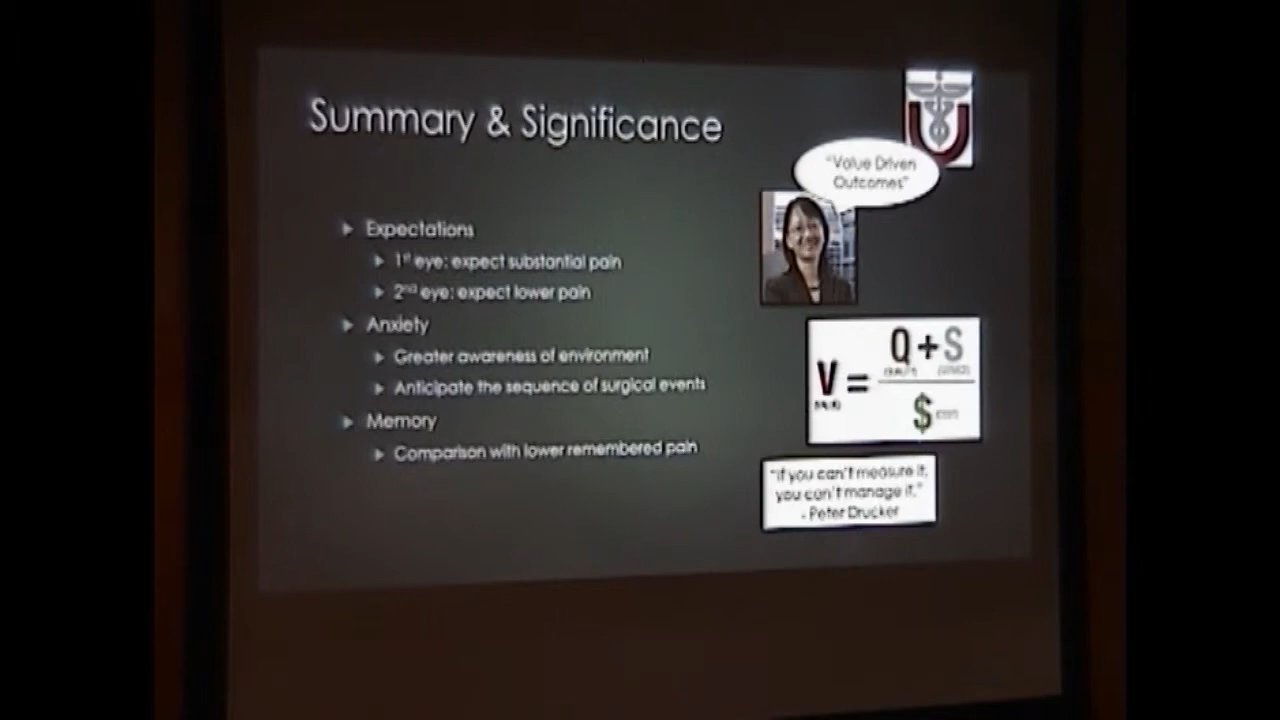 Summary & Significance
"Value Driven
Outcomes"
Expectations
1st eye: expect substantial pain
2nd eye: expect lower pain
Anxiety
Greater awareness of environment
Anticipate the sequence of surgical events
Memory
Comparison with lower remembered pain
Q+S
V=
$
"If you can't measure it,
you can't manage it."
- Peter Drucker